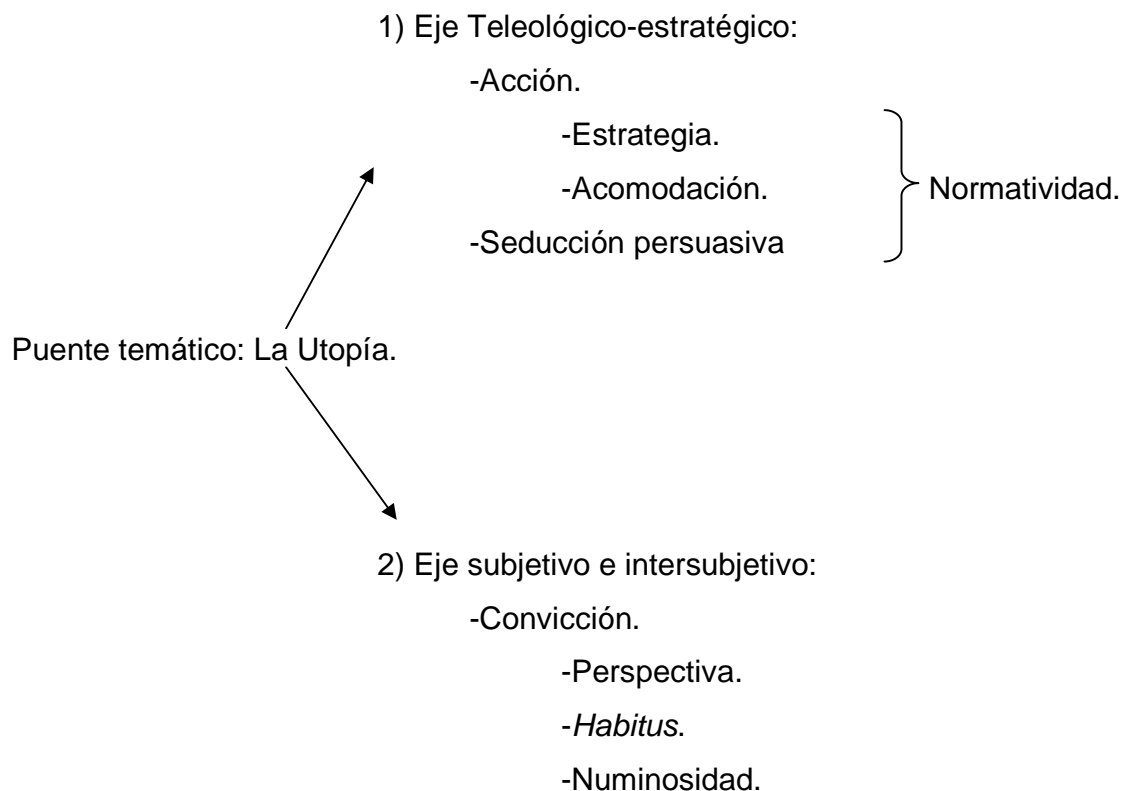 1) Eje Teleológico-estratégico:
-Acción.
-Estrategia.
-Acomodación.
Normatividad.
-Seducción persuasiva
Puente temático: La Utopía.
2) Eje subjetivo e intersubjetivo:
-Convicción.
-Perspectiva.
-Habitus.
-Numinosidad.